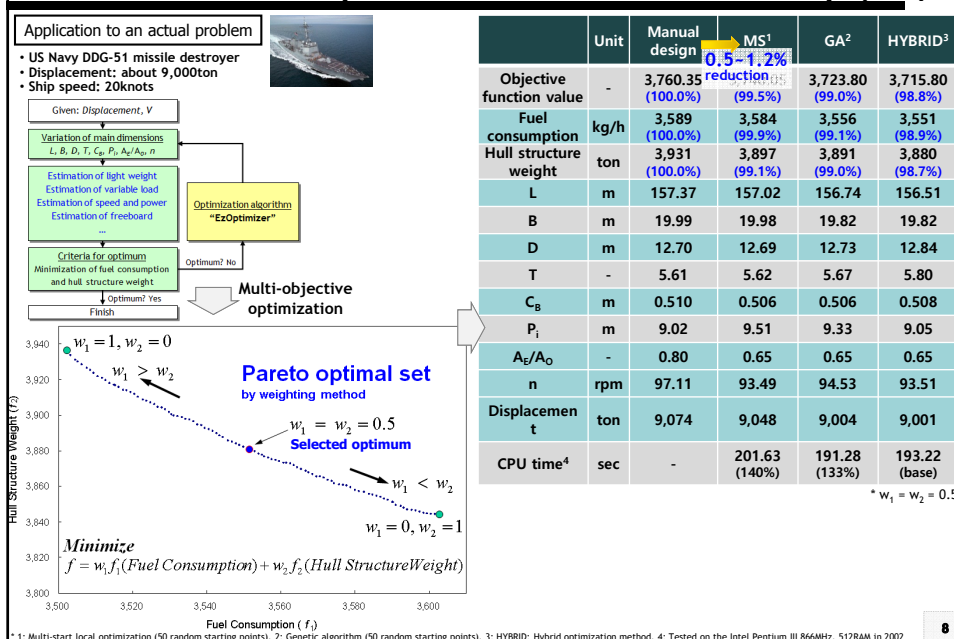 Application to an actual problem
• US Navy DDG-51 missile destroyer
• Displacement: about 9,000ton
• Ship speed: 20knots
Given: Displacement, V
Variation of main dimensions
L, B, D, T, C_B, P_i, A_E/A_o, n
Estimation of light weight
Estimation of variable load
Estimation of speed and power
Estimation of freeboard
...
Optimization algorithm
"EzOptimizer"
Criteria for optimum
Minimization of fuel consumption
and hull structure weight
Optimum? No
Optimum? Yes
Finish
Multi-objective
optimization
Hull Structure Weight (f2)
3,940
3,920
3,900
3,880
3,860
3,840
3,820
3,800
w1 = 1, w2 = 0
w1 > w2
Pareto optimal set
by weighting method
w1 = w2 = 0.5
Selected optimum
w1 < w2
w1 = 0, w2 = 1
Minimize
f = w1 f1(Fuel Consumption) + w2 f2(Hull StructureWeight)
3,500 3,520 3,540 3,560 3,580 3,600
Fuel Consumption ( f1)
Unit Manual design MS1 GA2 HYBRID3
0.5~1.2%
reduction
Objective function value - 3,760.35 (100.0%) (99.5%) 3,723.80 (99.0%) 3,715.80 (98.8%)
Fuel consumption kg/h 3,589 (100.0%) 3,584 (99.9%) 3,556 (99.1%) 3,551 (98.9%)
Hull structure weight ton 3,931 (100.0%) 3,897 (99.1%) 3,891 (99.0%) 3,880 (98.7%)
L m 157.37 157.02 156.74 156.51
B m 19.99 19.98 19.82 19.82
D m 12.70 12.69 12.73 12.84
T - 5.61 5.62 5.67 5.80
C_B m 0.510 0.506 0.506 0.508
P_i m 9.02 9.51 9.33 9.05
A_E/A_O - 0.80 0.65 0.65 0.65
n rpm 97.11 93.49 94.53 93.51
Displacemen t ton 9,074 9,048 9,004 9,001
CPU time4 sec - 201.63 (140%) 191.28 (133%) 193.22 (base)
* w1 = w2 = 0.5
* 1: Multi-start local optimization (50 random starting points), 2: Genetic algorithm (50 random starting points), 3: HYBRID: Hybrid optimization method, 4: Tested on the Intel Pentium III 866MHz, 512RAM in 2002
8